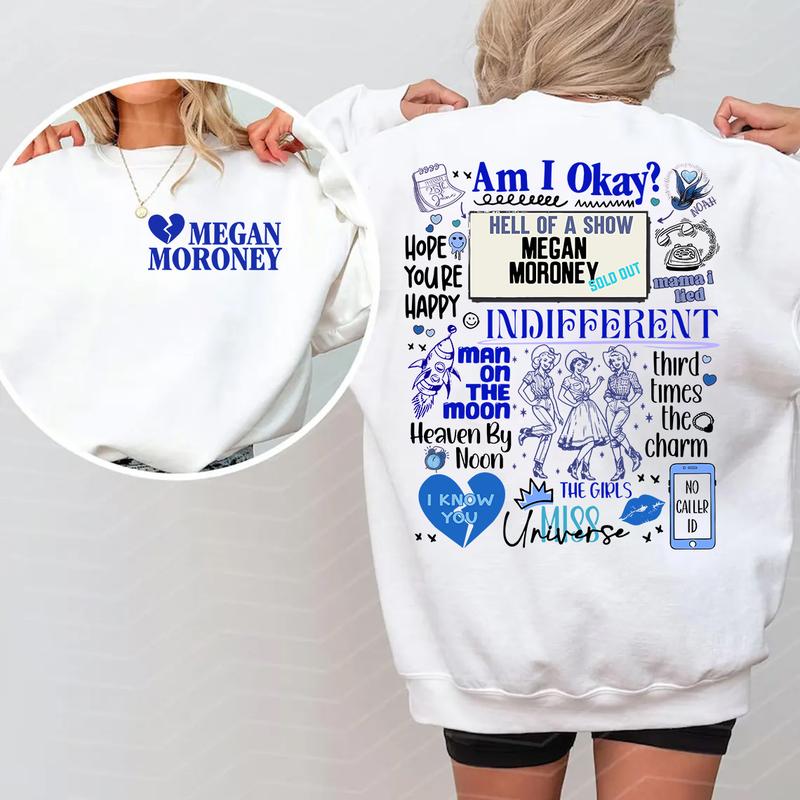 MEGAN
MORONEY
Am I Okay?
NOAH
HELL OF A SHOW
MEGAN
MORONEY
SOLD OUT
HOPE
YOU'RE
HAPPY
mama i
lied
INDIFFERENT
MAN
ON
THE
MOON
third
times
the
charm
Heaven By
Noon
THE GIRLS
I KNOW
YOU
MISS
Universe
NO
CALLER
ID